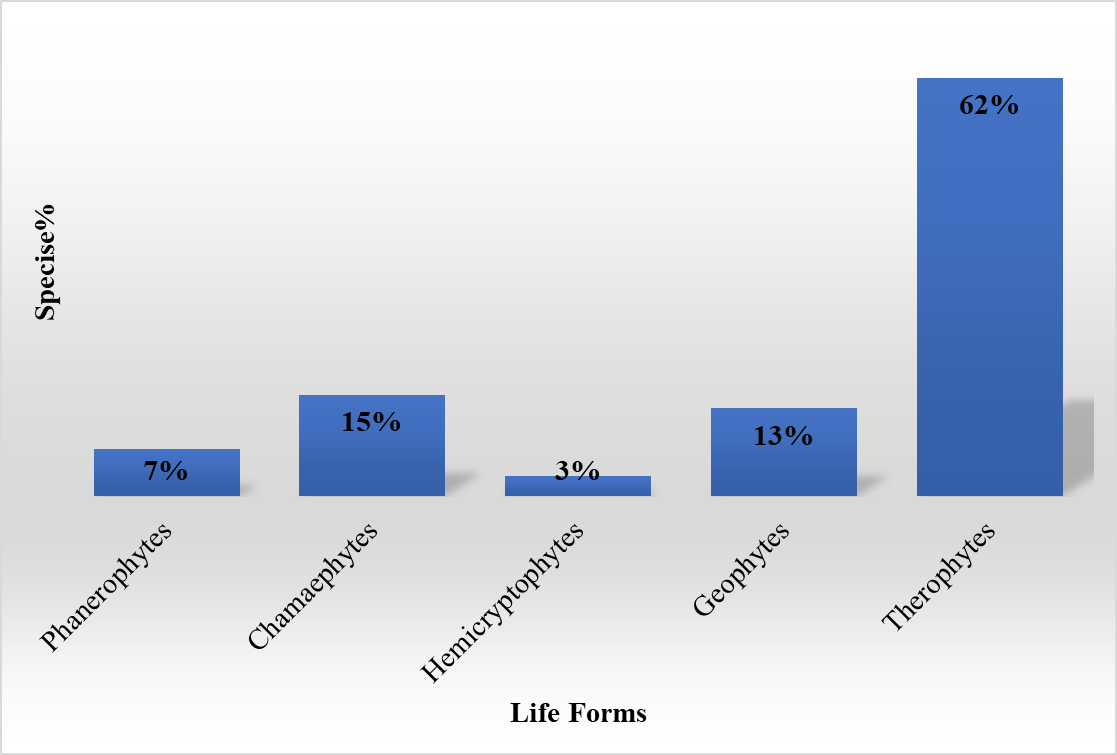 62%
Specise%
15%
13%
7%
3%
Phanerophytes
Chamaephytes
Hemicryptophytes
Geophytes
Therophytes
Life Forms